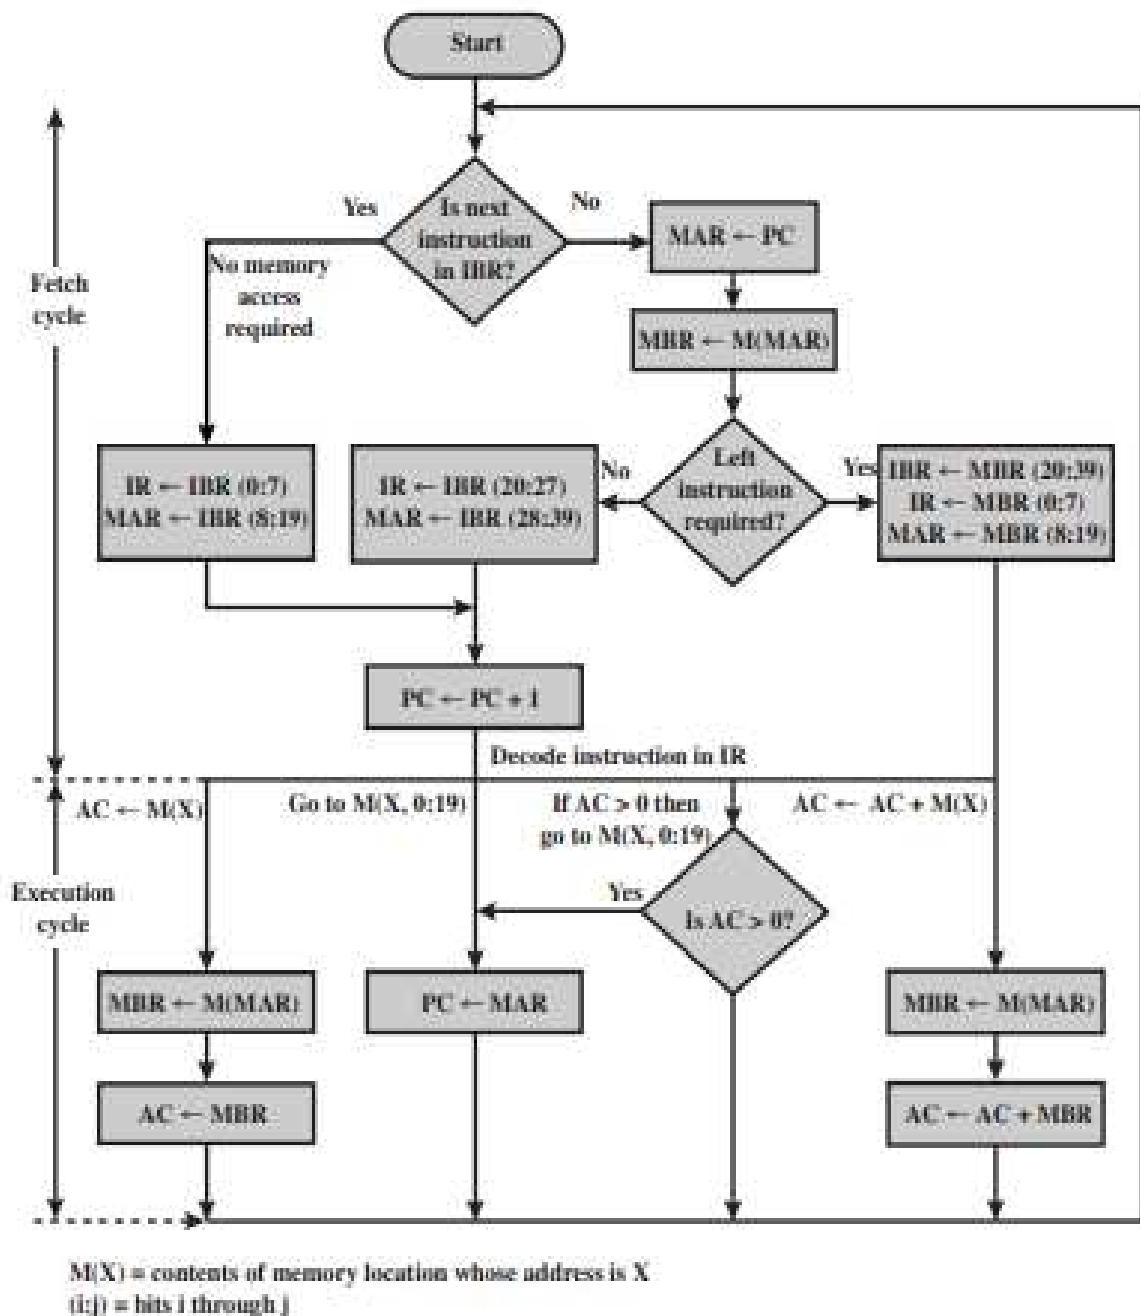 Start
Yes
Is next
instruction
in IBR?
No
MAR ← PC
No memory
access
required
Fetch
cycle
MBR ← M(MAR)
IR ← IBR (0:7)
MAR ← IBR (8:19)
IR ← IBR (20:27)
MAR ← IBR (28:39)
No
Left
instruction
required?
Yes
IBR ← MBR (20:39)
IR ← MBR (0:7)
MAR ← MBR (8:19)
PC ← PC + 1
Decode instruction in IR
AC ← M(X)
Go to M(X, 0:19)
If AC > 0 then
go to M(X, 0:19)
AC ← AC + M(X)
Execution
cycle
Yes
Is AC > 0?
MBR ← M(MAR)
PC ← MAR
MBR ← M(MAR)
AC ← MBR
AC ← AC + MBR
M(X) = contents of memory location whose address is X
(i:j) = bits i through j